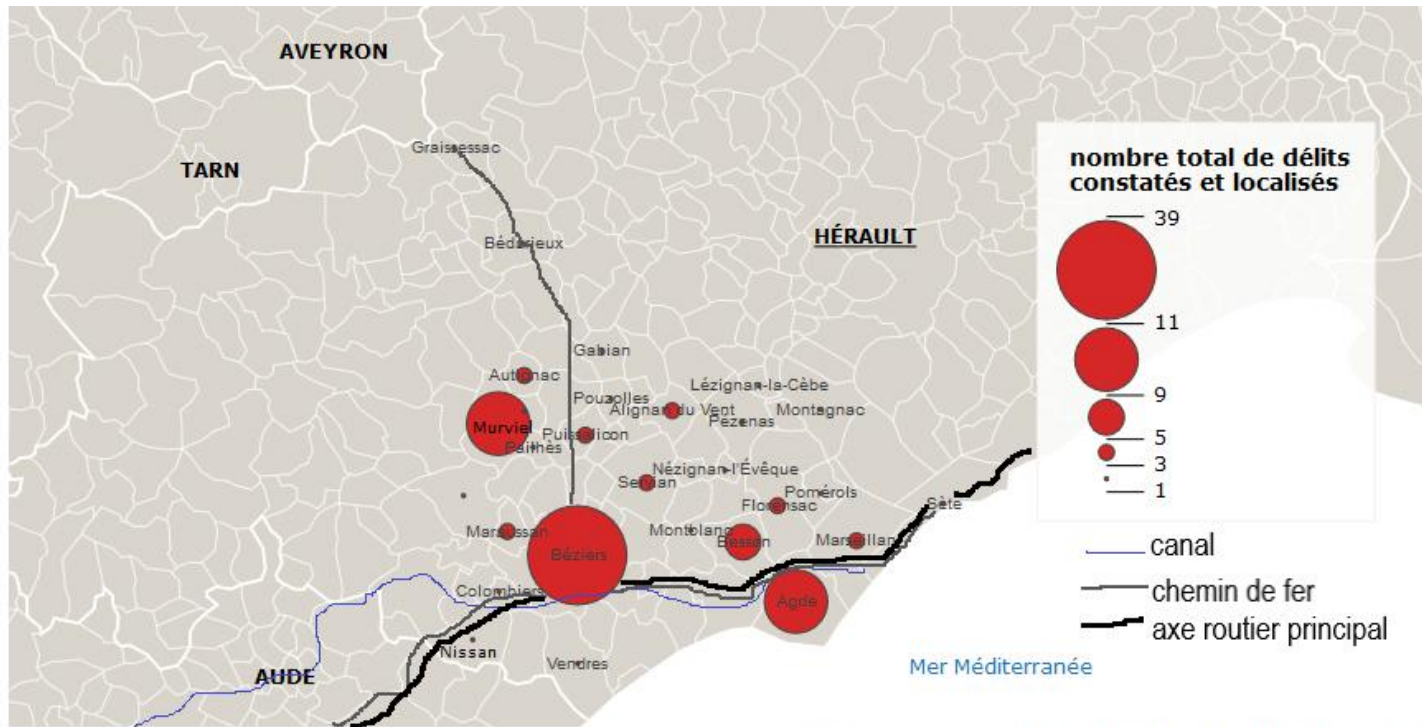 AVEYRON
Graissessac
TARN
nombre total de délits
constatés et localisés
39
HÉRAULT
Bédarieux
11
Gabian
Autignac
Lézignan-la-Cèbe
9
Pouzolles
Alignan du Vent
Montagnac
Pezenas
Murviel
Puissalicon
5
Pailhès
3
Nézignan-l'Évêque
Servian
1
Pomérols
Florensac
Sète
Maraussan
Montblanc
Bessan
Marseillan
canal
Béziers
Colombiers
chemin de fer
Agde
axe routier principal
Nissan
Vendres
Mer Méditerranée
AUDE